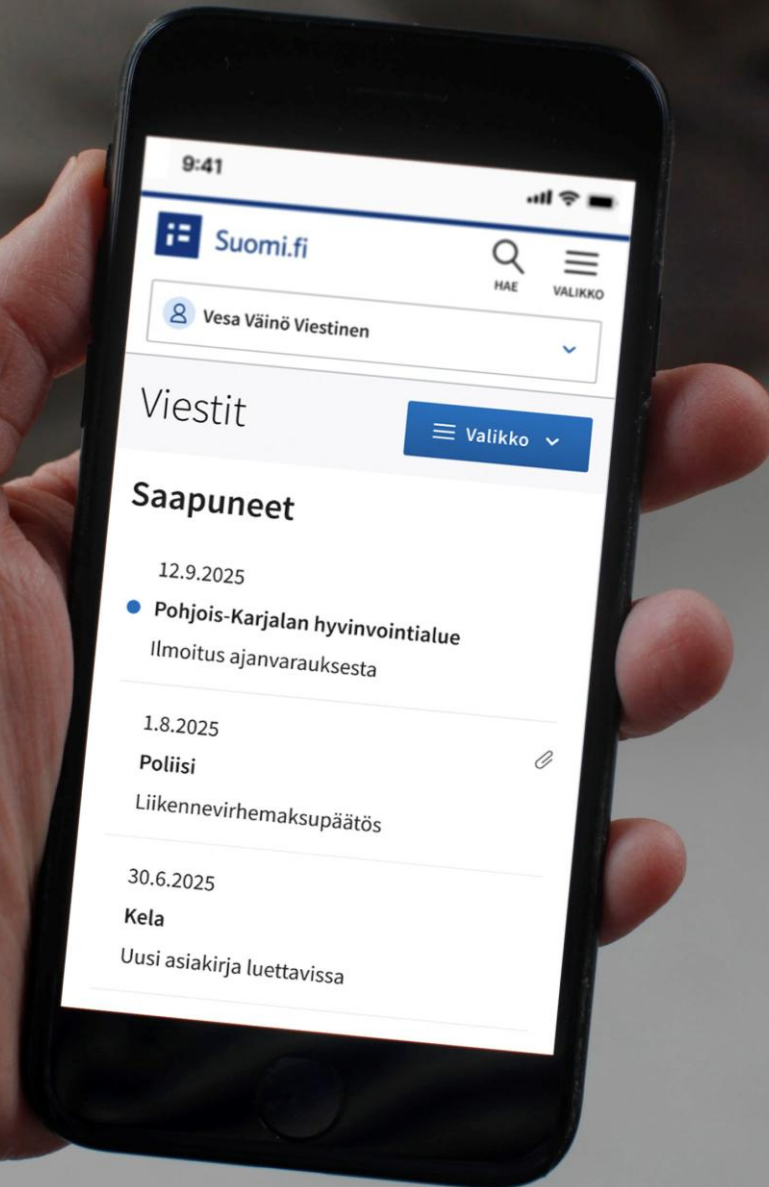 9:41
Suomi.fi
HAE
VALIKKO
Vesa Väinö Viestinen
Viestit
Valikko
Saapuneet
12.9.2025
Pohjois-Karjalan hyvinvointialue
Ilmoitus ajanvarauksesta
1.8.2025
Poliisi
Liikennevirhemaksupäätös
30.6.2025
Kela
Uusi asiakirja luettavissa